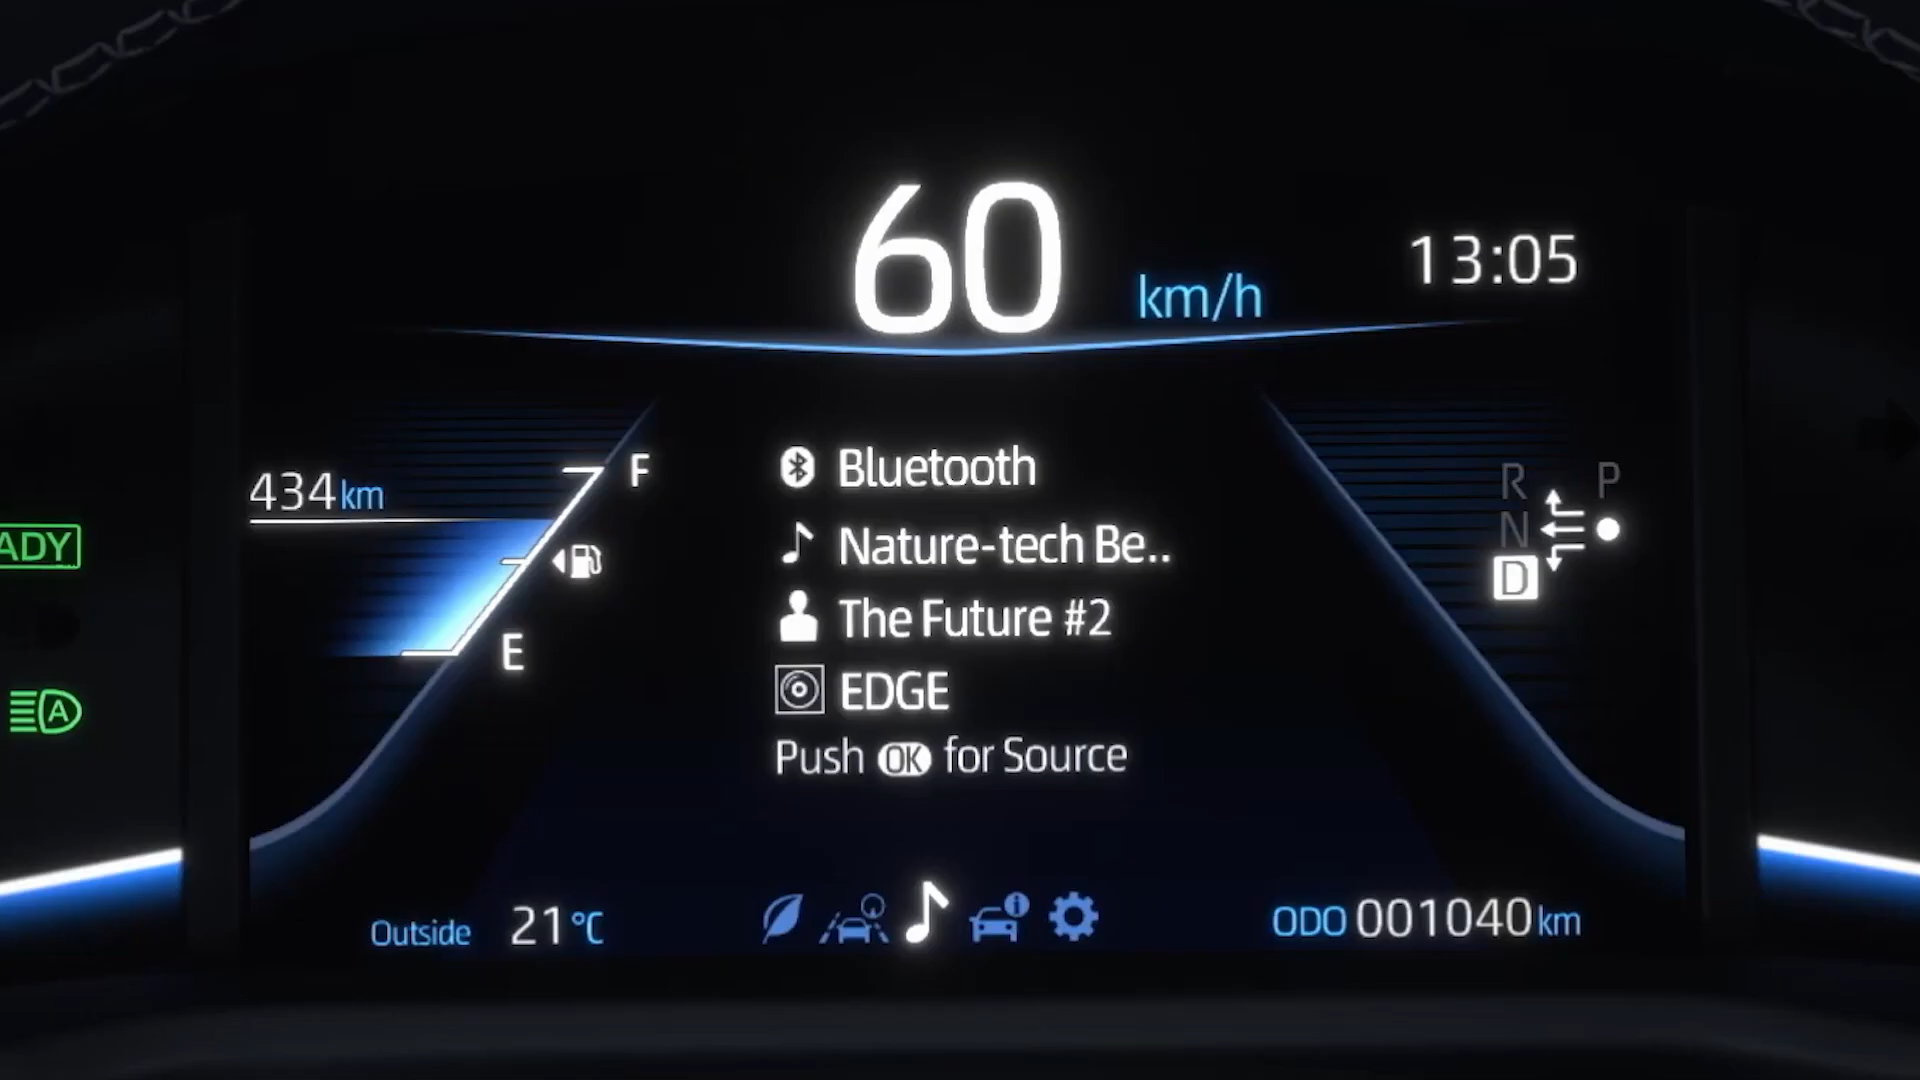 60 km/h
13:05
434km
F
E
ADY
A
Bluetooth
Nature-tech Be..
The Future #2
EDGE
Push OK for Source
R P
N
D
Outside 21°C
i
ODO 001040km